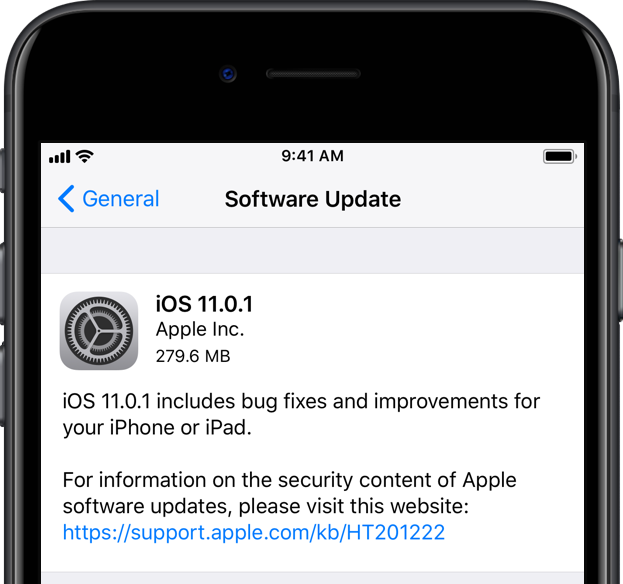 9:41 AM
General
Software Update
iOS 11.0.1
Apple Inc.
279.6 MB
iOS 11.0.1 includes bug fixes and improvements for
your iPhone or iPad.
For information on the security content of Apple
software updates, please visit this website:
https://support.apple.com/kb/HT201222